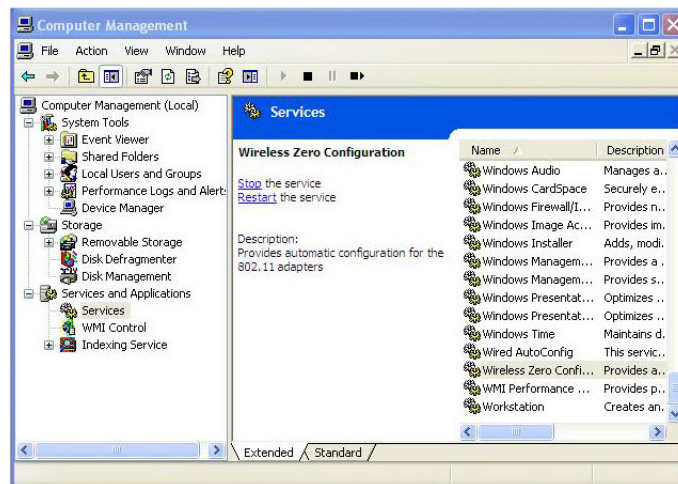 Computer Management
File Action View Window Help
Computer Management (Local)
System Tools
Event Viewer
Shared Folders
Local Users and Groups
Performance Logs and Alert:
Device Manager
Storage
Removable Storage
Disk Defragmenter
Disk Management
Services and Applications
Services
WMI Control
Indexing Service
Services
Wireless Zero Configuration
Stop the service
Restart the service
Description:
Provides automatic configuration for the
802.11 adapters
Name Description
Windows Audio Manages a..
Windows CardSpace Securely e..
Windows Firewall/I... Provides n..
Windows Image Ac... Provides im.
Windows Installer Adds, modi.
Windows Managem... Provides a .
Windows Managem... Provides s..
Windows Presentat... Optimizes ..
Windows Presentat... Optimizes ..
Windows Time Maintains d.
Wired AutoConfig This servic..
Wireless Zero Confi... Provides a..
WMI Performance ... Provides p..
Workstation Creates an.
Extended Standard